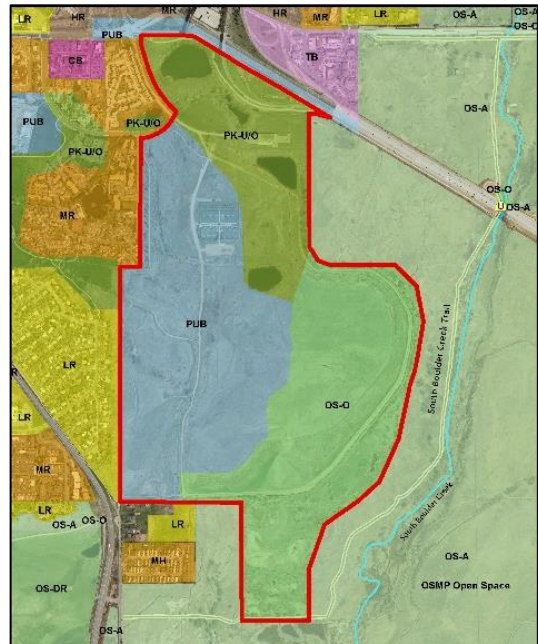 LR
HR
MR
HR
MR
LR
OS-A
OS-A
OS-O
PUB
CB
TB
OS-A
PUB
PK-U/O
PK-U/O
PK-U/O
OS-O
U
OS-A
MR
South Boulder Creek Trail
PUB
LR
R
OS-O
LR
MR
LR
OS-A
OS-O
LR
South Boulder Creek
MH
OS-A
OSMP Open Space
OS-DR
OS-A